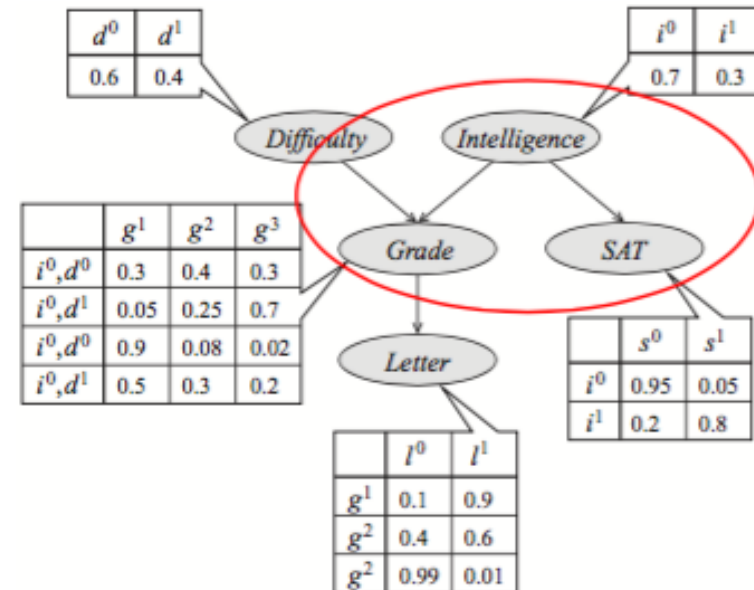 d⁰ d¹
0.6 0.4
i⁰ i¹
0.7 0.3
Difficulty
Intelligence
g¹ g² g³
i⁰,d⁰ 0.3 0.4 0.3
i⁰,d¹ 0.05 0.25 0.7
i⁰,d⁰ 0.9 0.08 0.02
i⁰,d¹ 0.5 0.3 0.2
Grade
SAT
s⁰ s¹
i⁰ 0.95 0.05
i¹ 0.2 0.8
Letter
l⁰ l¹
g¹ 0.1 0.9
g² 0.4 0.6
g² 0.99 0.01